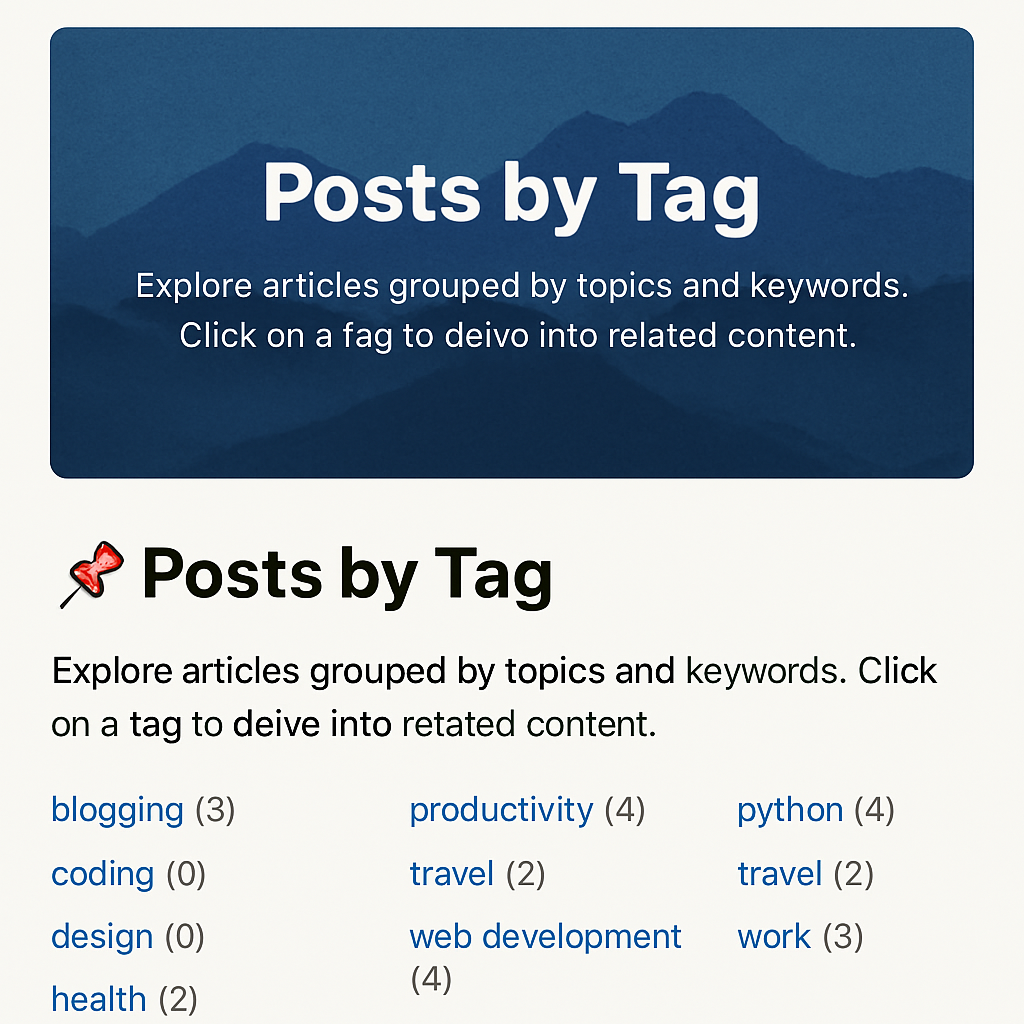 Posts by Tag
Explore articles grouped by topics and keywords.
Click on a fag to deivo into related content.
📌 Posts by Tag
Explore articles grouped by topics and keywords. Click
on a tag to deive into retated content.
blogging (3)
coding (0)
design (0)
health (2)
productivity (4)
travel (2)
web development
(4)
python (4)
travel (2)
work (3)